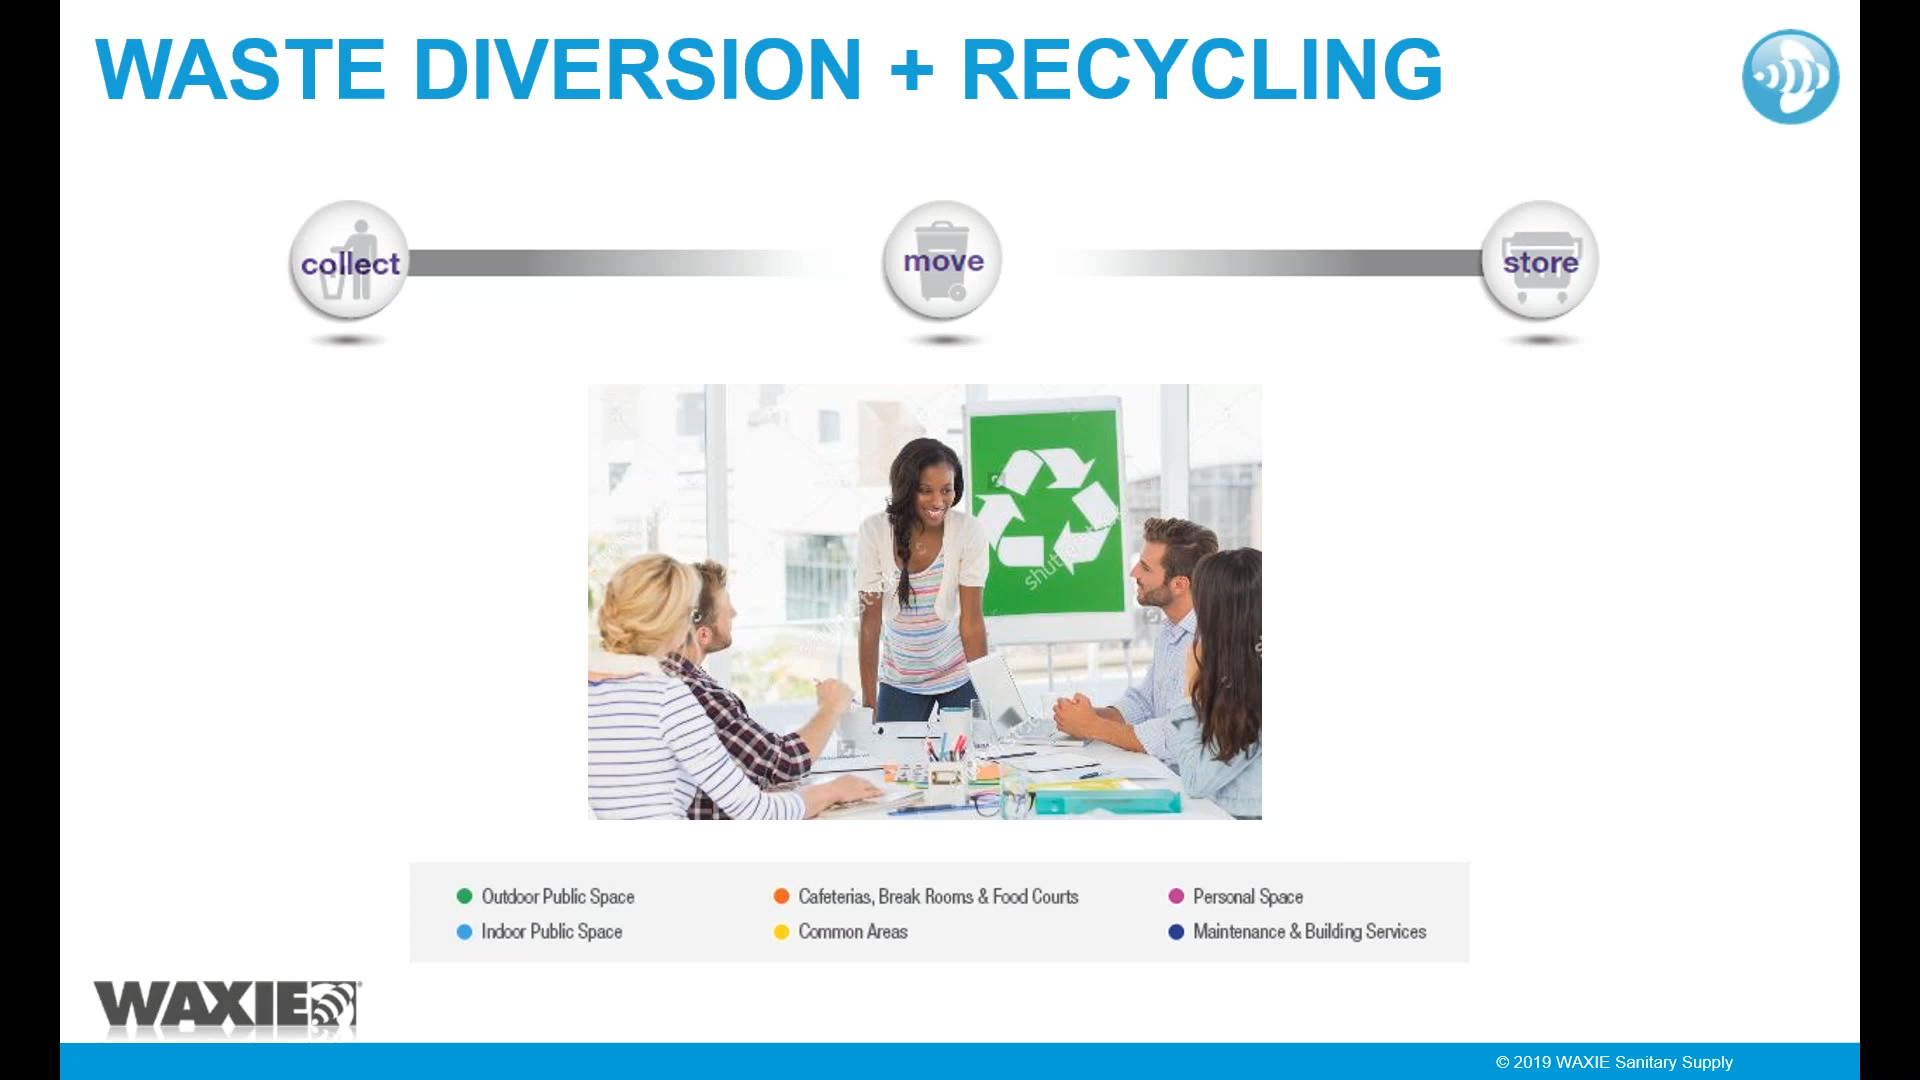 WASTE DIVERSION + RECYCLING
collect
move
store
shutterstock
Outdoor Public Space
Cafeterias, Break Rooms & Food Courts
Personal Space
Indoor Public Space
Common Areas
Maintenance & Building Services
WAXIE
© 2019 WAXIE Sanitary Supply